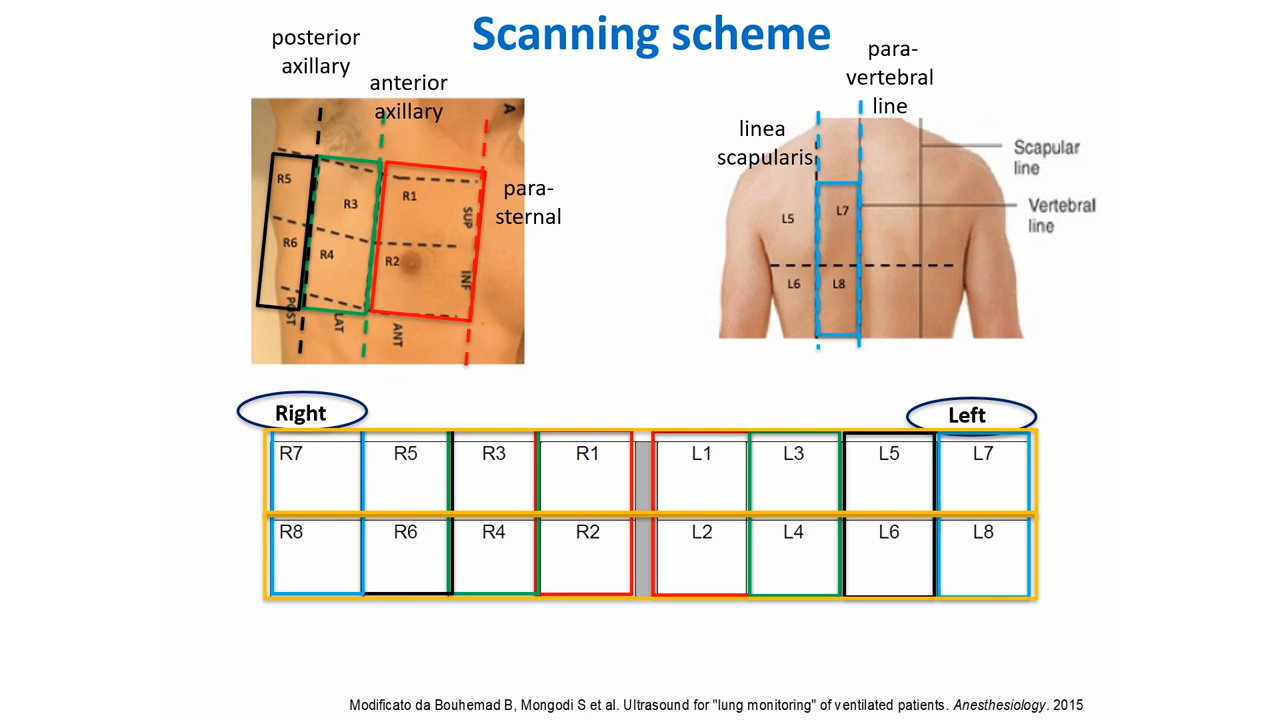 Scanning scheme
posterior
axillary
anterior
axillary
para-
sternal
A
R5
R3
R1
SUP
R6
R4
R2
INF
POST
LAT
ANT
para-
vertebral
line
linea
scapularis
Scapular
line
Vertebral
line
L5
L7
L6
L8
Right
Left
R7 R5 R3 R1 L1 L3 L5 L7
R8 R6 R4 R2 L2 L4 L6 L8
Modificato da Bouhemad B, Mongodi S et al. Ultrasound for "lung monitoring" of ventilated patients. Anesthesiology. 2015